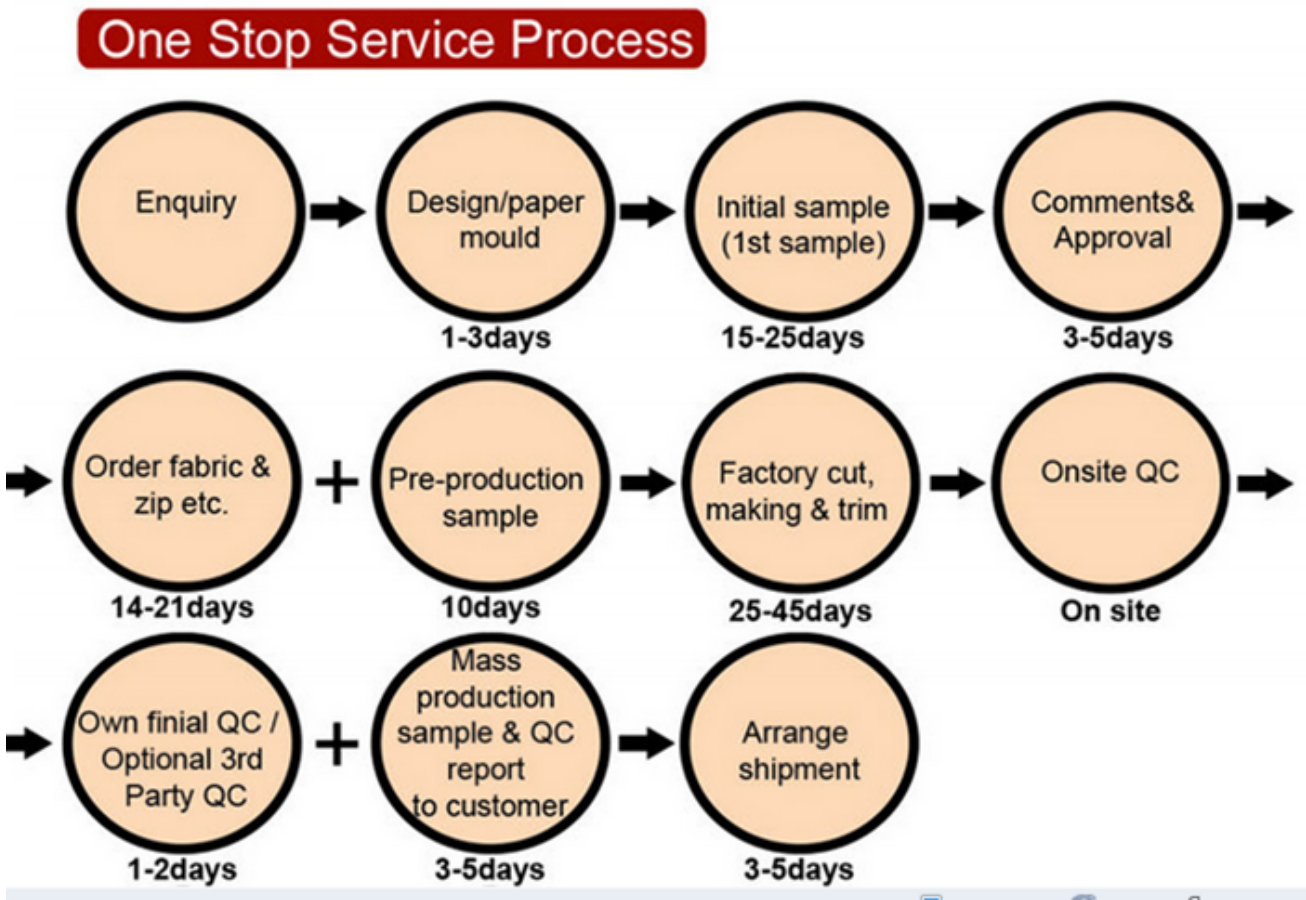 One Stop Service Process
Enquiry
Design/paper
mould
1-3days
Initial sample
(1st sample)
15-25days
Comments&
Approval
3-5days
Order fabric &
zip etc.
14-21days
+
Pre-production
sample
10days
Factory cut,
making & trim
25-45days
Onsite QC
On site
Own finial QC /
Optional 3rd
Party QC
1-2days
+
Mass
production
sample & QC
report
to customer
3-5days
Arrange
shipment
3-5days